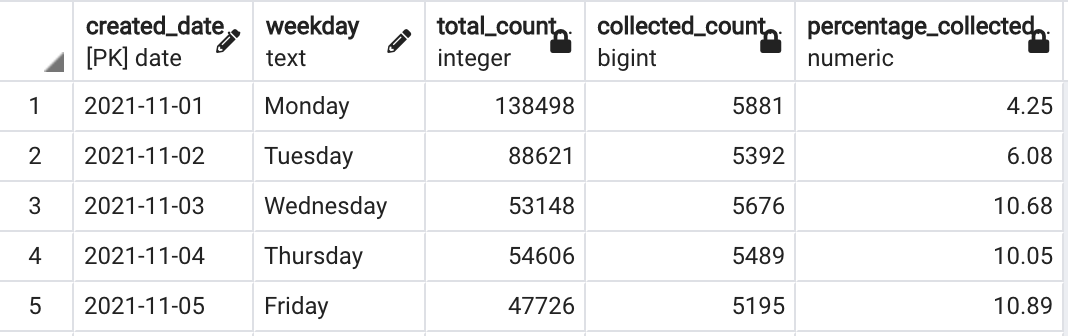 created_date weekday total_count. collected_count. percentage_collected.
[PK] date text integer bigint numeric
1 2021-11-01 Monday 138498 5881 4.25
2 2021-11-02 Tuesday 88621 5392 6.08
3 2021-11-03 Wednesday 53148 5676 10.68
4 2021-11-04 Thursday 54606 5489 10.05
5 2021-11-05 Friday 47726 5195 10.89